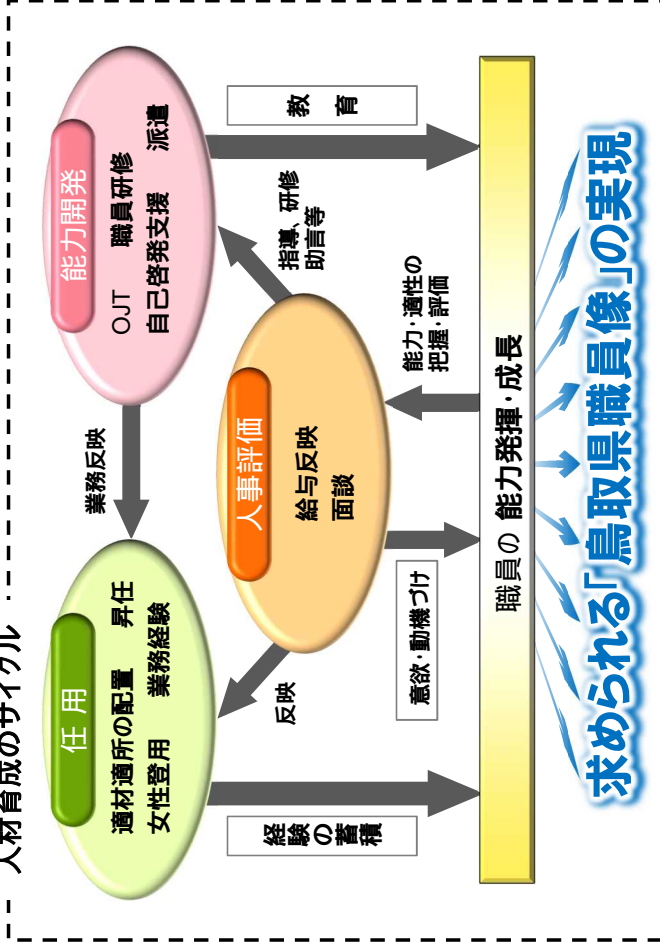 人材育成のサイクル
任 用
適材適所の配置　昇任
女性登用　業務経験
業務反映
能力開発
OJT　職員研修
自己啓発支援　派遣
人事評価
給与反映
面談
反映
指導、研修
助言等
経験の蓄積
意欲・動機づけ
能力・適性の
把握・評価
教 育
職員の 能力発揮・成長
求められる「鳥取県職員像」の実現